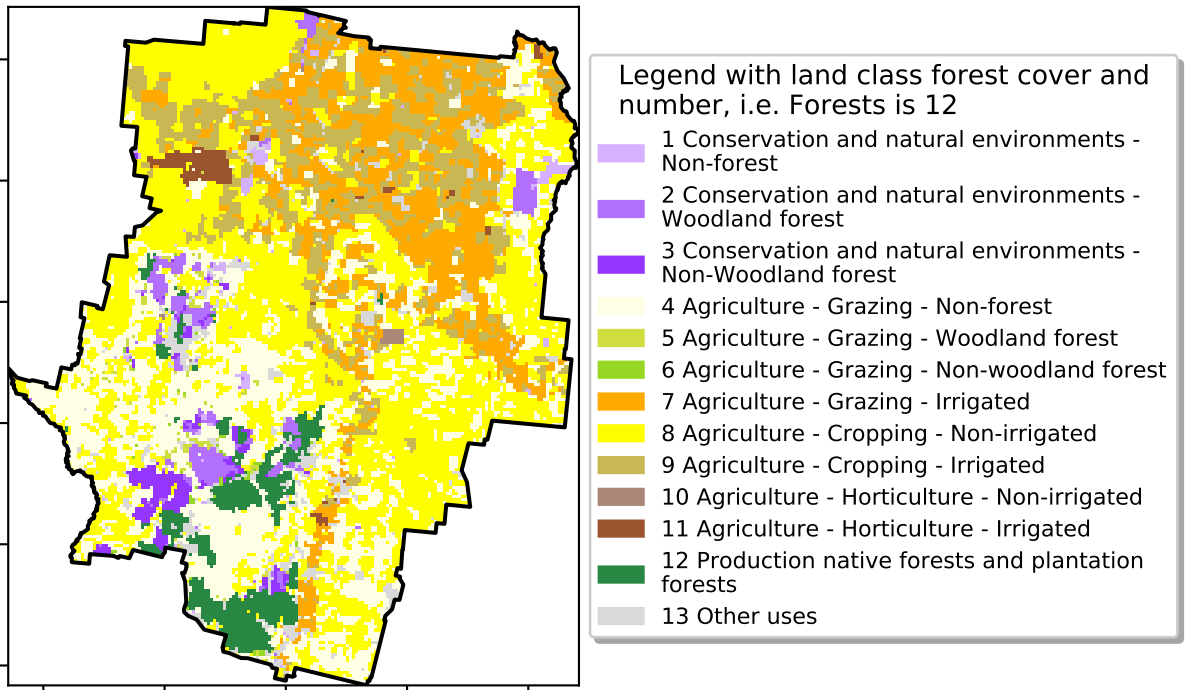 Legend with land class forest cover and
number, i.e. Forests is 12
1 Conservation and natural environments -
Non-forest
2 Conservation and natural environments -
Woodland forest
3 Conservation and natural environments -
Non-Woodland forest
4 Agriculture - Grazing - Non-forest
5 Agriculture - Grazing - Woodland forest
6 Agriculture - Grazing - Non-woodland forest
7 Agriculture - Grazing - Irrigated
8 Agriculture - Cropping - Non-irrigated
9 Agriculture - Cropping - Irrigated
10 Agriculture - Horticulture - Non-irrigated
11 Agriculture - Horticulture - Irrigated
12 Production native forests and plantation
forests
13 Other uses